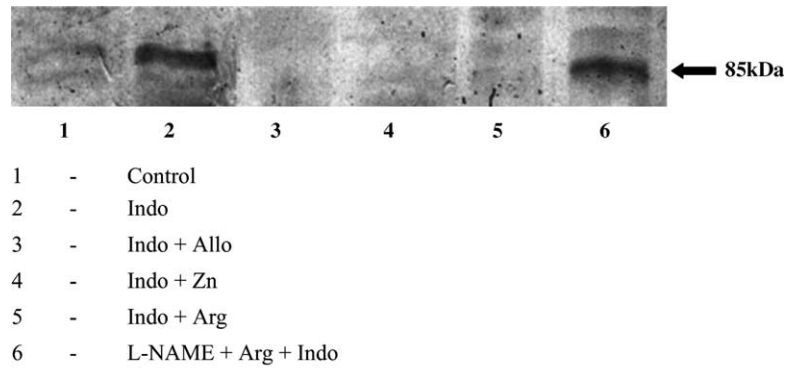 85kDa
1 2 3 4 5 6
1 - Control
2 - Indo
3 - Indo + Allo
4 - Indo + Zn
5 - Indo + Arg
6 - L-NAME + Arg + Indo